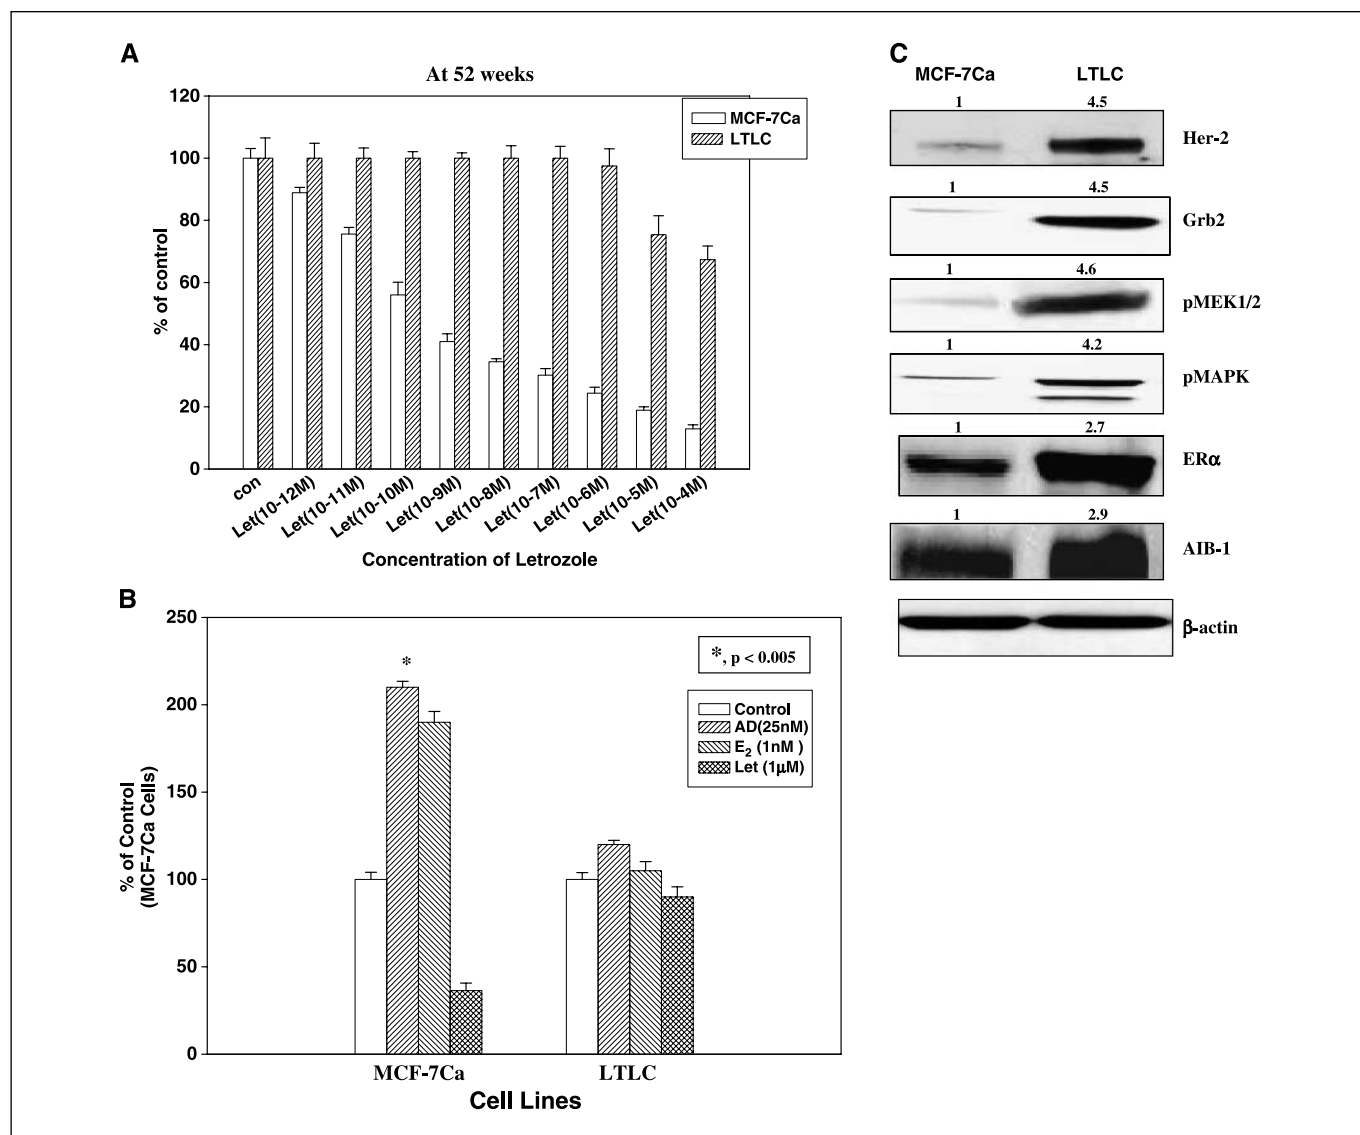 A
At 52 weeks
120
100
80
60
40
20
0
% of control
MCF-7Ca
LTLC
con
Let(10-12M)
Let(10-11M)
Let(10-10M)
Let(10-9M)
Let(10-8M)
Let(10-7M)
Let(10-6M)
Let(10-5M)
Let(10-4M)
Concentration of Letrozole
B
250
200
150
100
50
0
% of Control
(MCF-7Ca Cells)
*
*, p < 0.005
Control
AD(25nM)
E₂ (1nM )
Let (1µM)
MCF-7Ca LTLC
Cell Lines
C
MCF-7Ca LTLC
1 4.5
Her-2
1 4.5
Grb2
1 4.6
pMEK1/2
1 4.2
pMAPK
1 2.7
ERα
1 2.9
AIB-1
β-actin